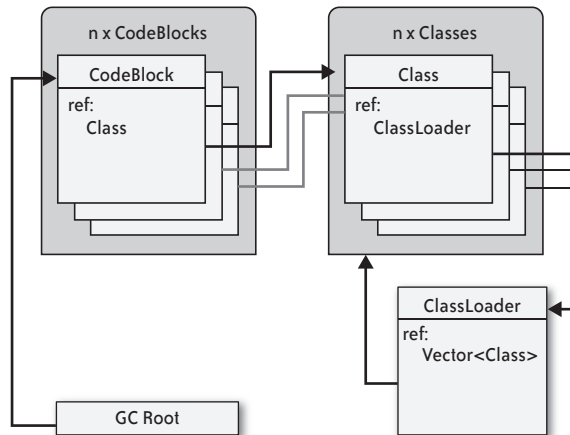 n x CodeBlocks
CodeBlock
ref:
Class
n x Classes
Class
ref:
ClassLoader
ClassLoader
ref:
Vector<Class>
GC Root